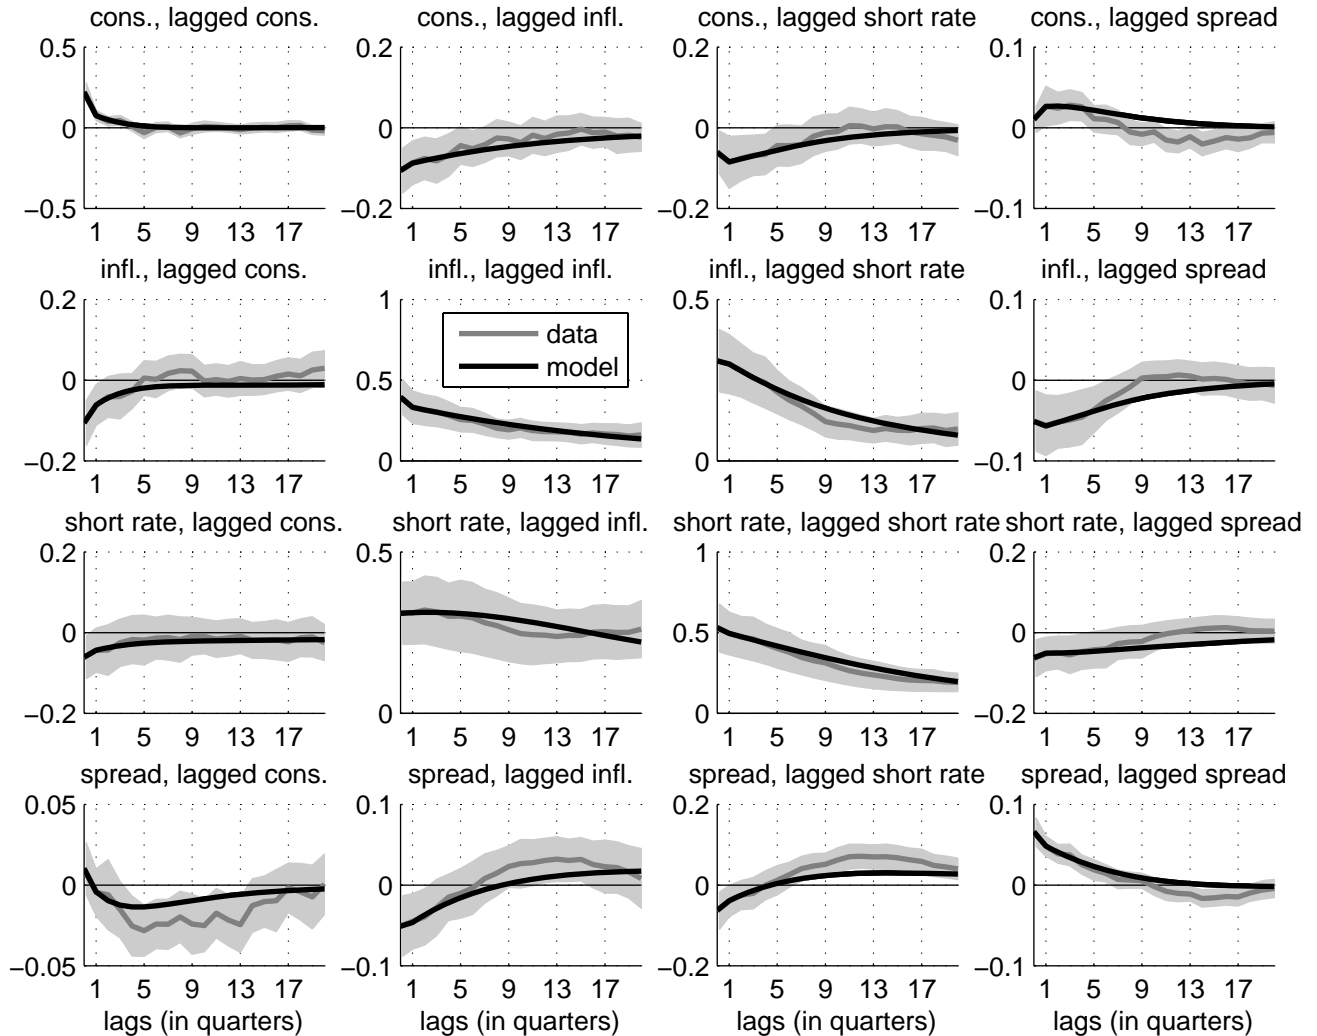 cons., lagged cons.
cons., lagged infl.
cons., lagged short rate
cons., lagged spread
0.5
0
−0.5
1 5 9 13 17
0.2
0
−0.2
1 5 9 13 17
0.2
0
−0.2
1 5 9 13 17
0.1
0
−0.1
1 5 9 13 17
infl., lagged cons.
infl., lagged infl.
infl., lagged short rate
infl., lagged spread
0.2
0
−0.2
1 5 9 13 17
1
0.5
0
data
model
1 5 9 13 17
0.5
0
1 5 9 13 17
0.1
0
−0.1
1 5 9 13 17
short rate, lagged cons.
short rate, lagged infl.
short rate, lagged short rate
short rate, lagged spread
0.2
0
−0.2
1 5 9 13 17
0.5
0
1 5 9 13 17
1
0.5
0
1 5 9 13 17
0.2
0
−0.2
1 5 9 13 17
spread, lagged cons.
spread, lagged infl.
spread, lagged short rate
spread, lagged spread
0.05
0
−0.05
1 5 9 13 17
lags (in quarters)
0.1
0
−0.1
1 5 9 13 17
lags (in quarters)
0.2
0
−0.2
1 5 9 13 17
lags (in quarters)
0.1
0
−0.1
1 5 9 13 17
lags (in quarters)